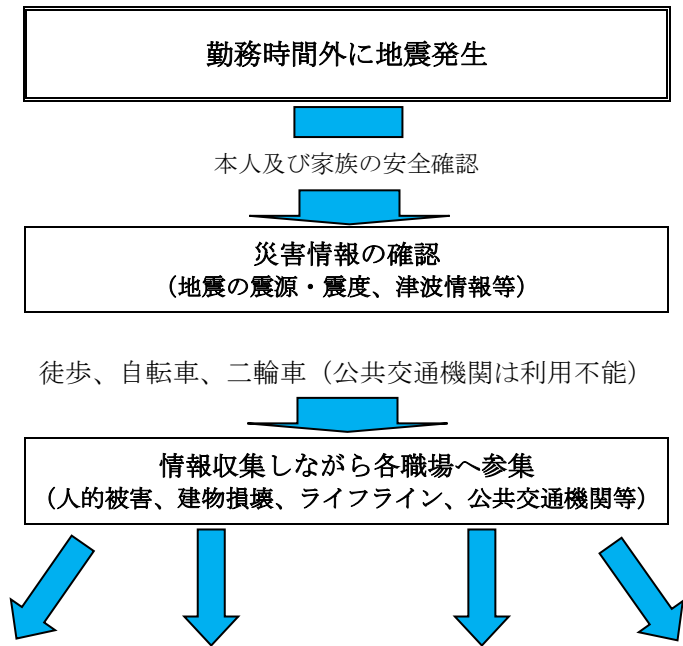 勤務時間外に地震発生
本人及び家族の安全確認
災害情報の確認
（地震の震源・震度、津波情報等）
徒歩、自転車、二輪車（公共交通機関は利用不能）
情報収集しながら各職場へ参集
（人的被害、建物損壊、ライフライン、公共交通機関等）